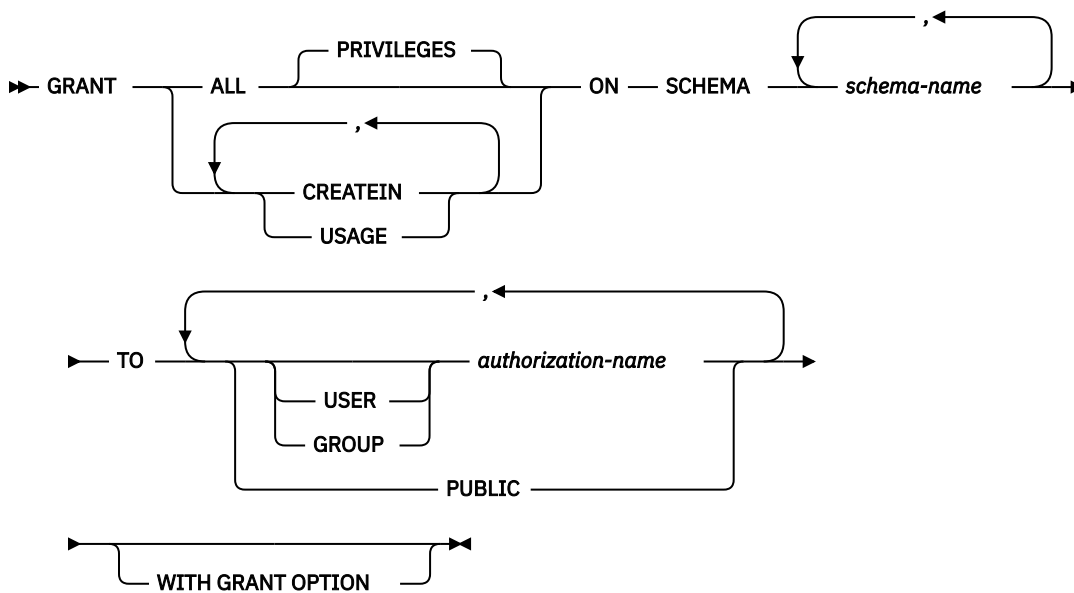 ,
PRIVILEGES
GRANT ALL ON SCHEMA schema-name
,
CREATEIN
USAGE
,
TO authorization-name
USER
GROUP
PUBLIC
WITH GRANT OPTION